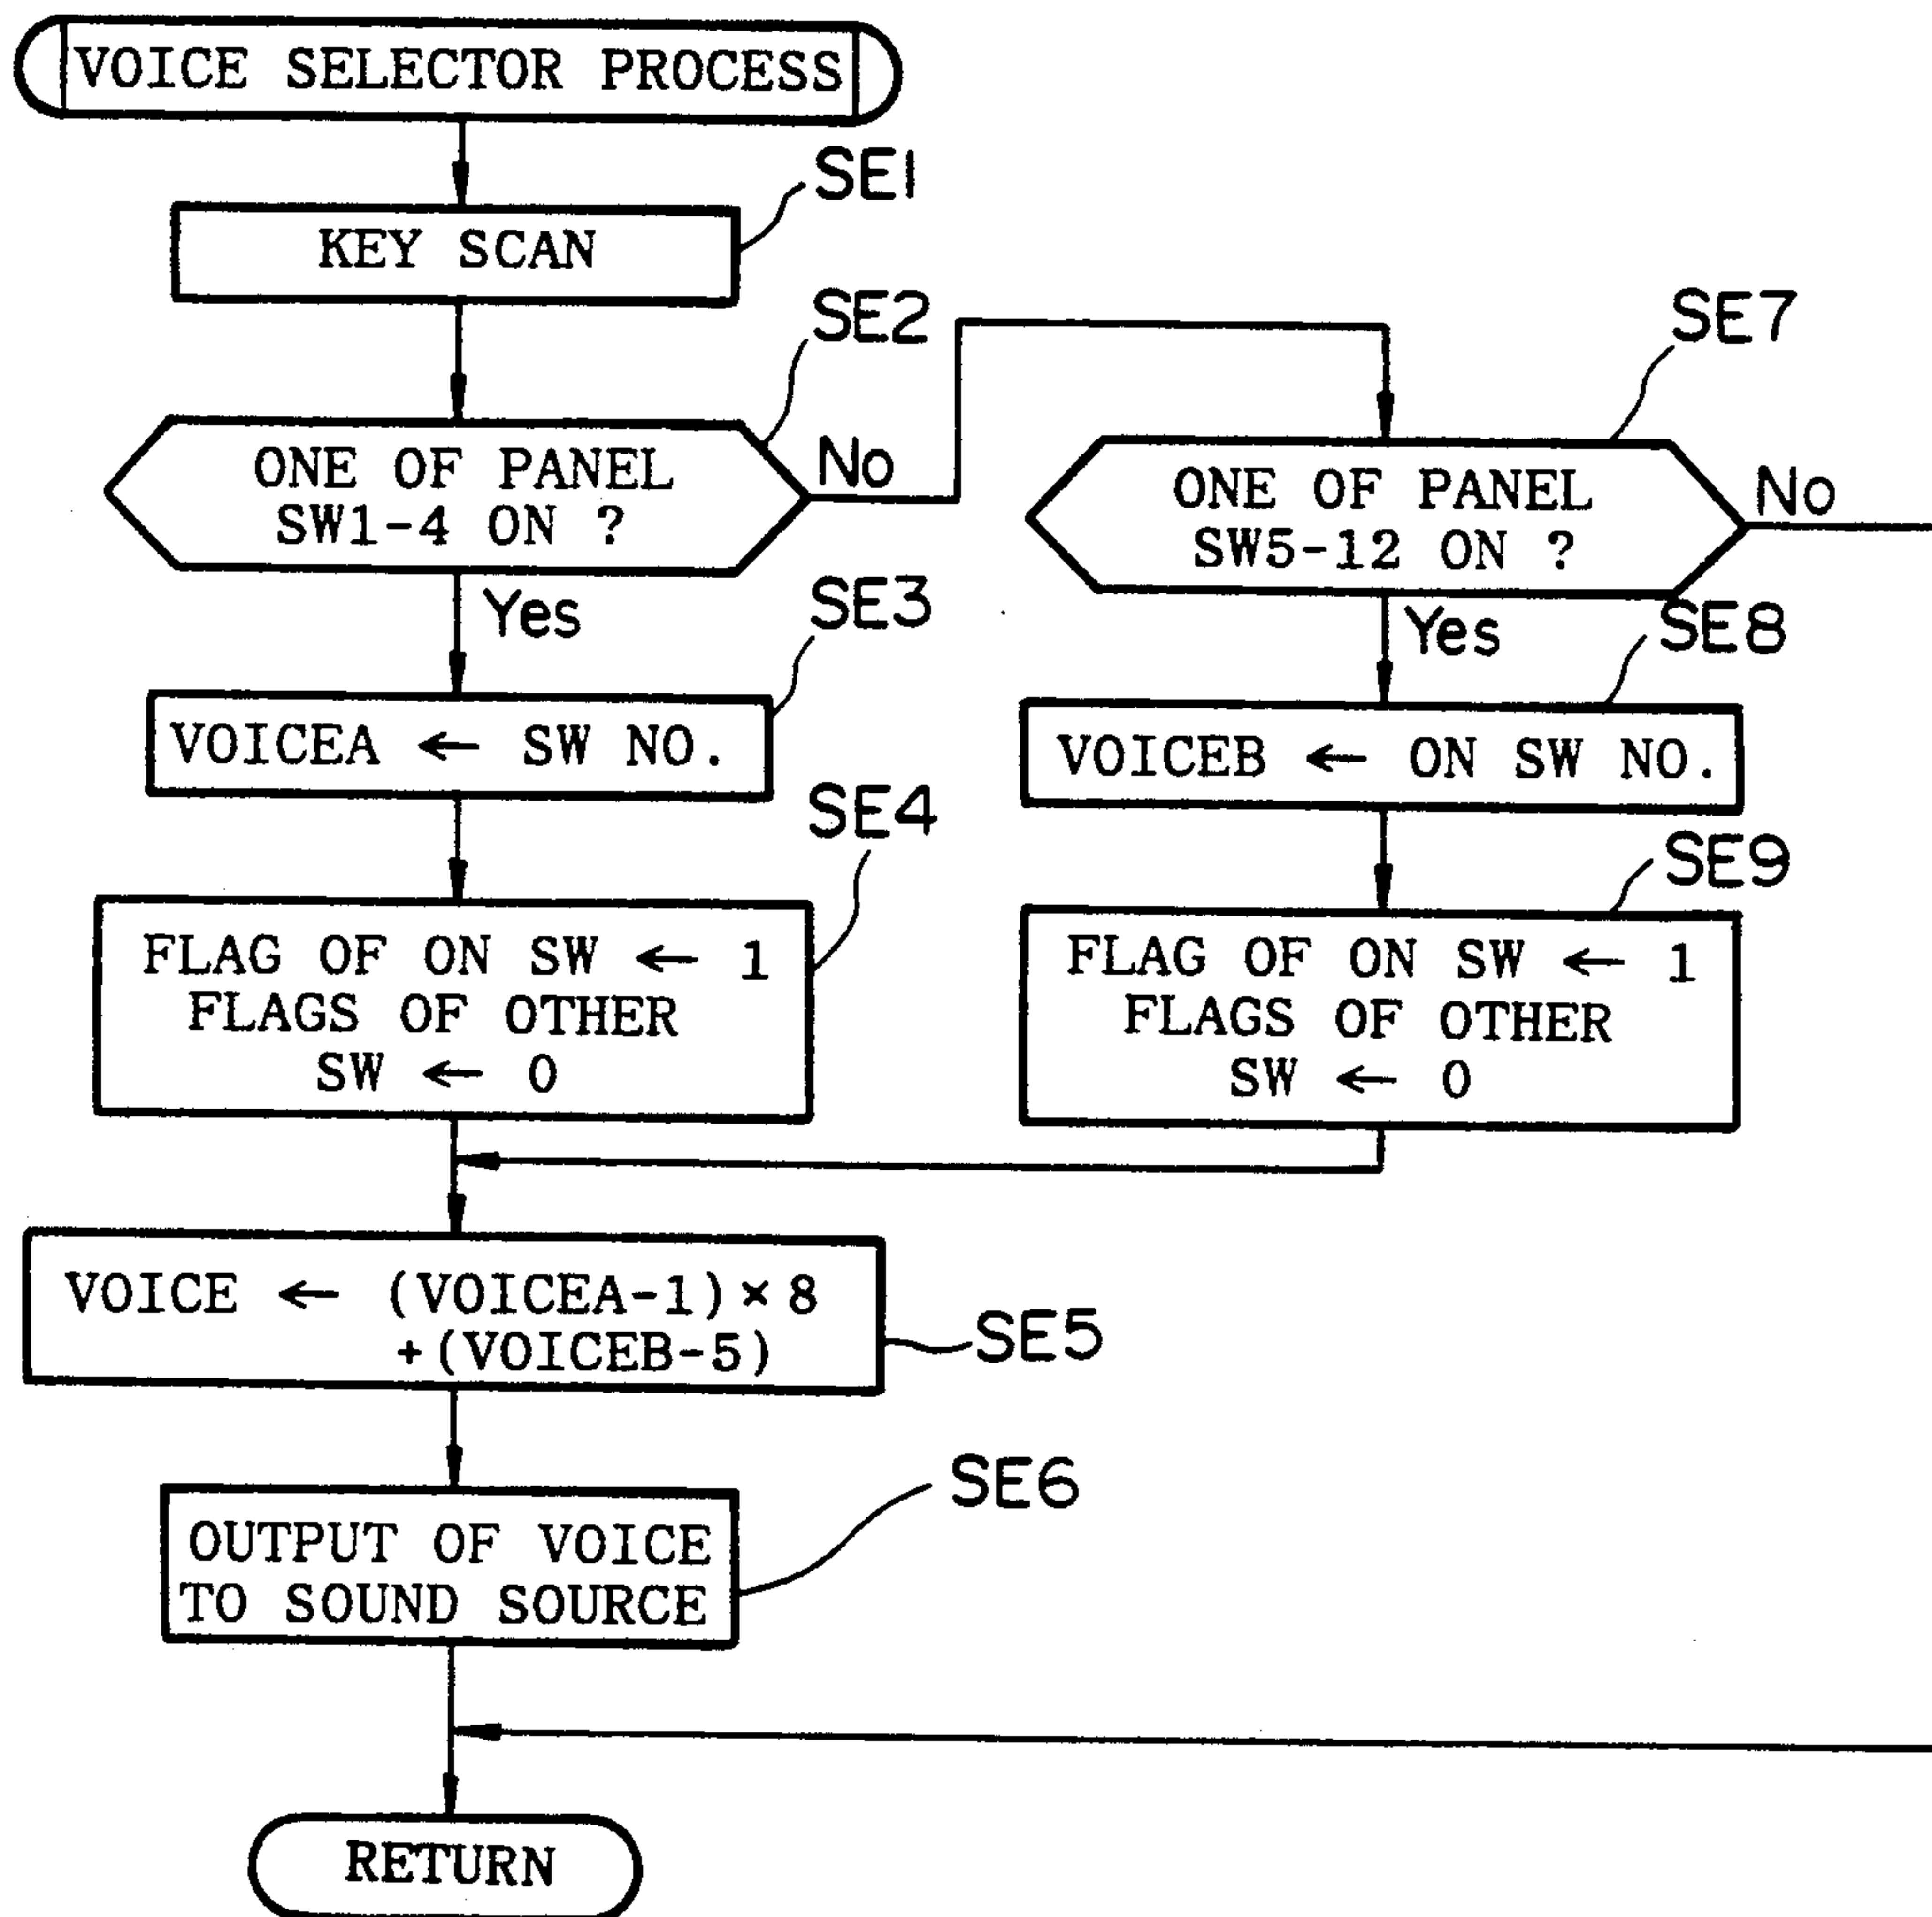 VOICE SELECTOR PROCESS
SE1
KEY SCAN
SE2
ONE OF PANEL
SW1-4 ON ?
No
Yes
SE3
VOICEA ← SW NO.
SE4
FLAG OF ON SW ← 1
FLAGS OF OTHER
SW ← 0
SE7
ONE OF PANEL
SW5-12 ON ?
No
Yes
SE8
VOICEB ← ON SW NO.
SE9
FLAG OF ON SW ← 1
FLAGS OF OTHER
SW ← 0
VOICE ← (VOICEA-1)×8
+(VOICEB-5)
SE5
SE6
OUTPUT OF VOICE
TO SOUND SOURCE
RETURN